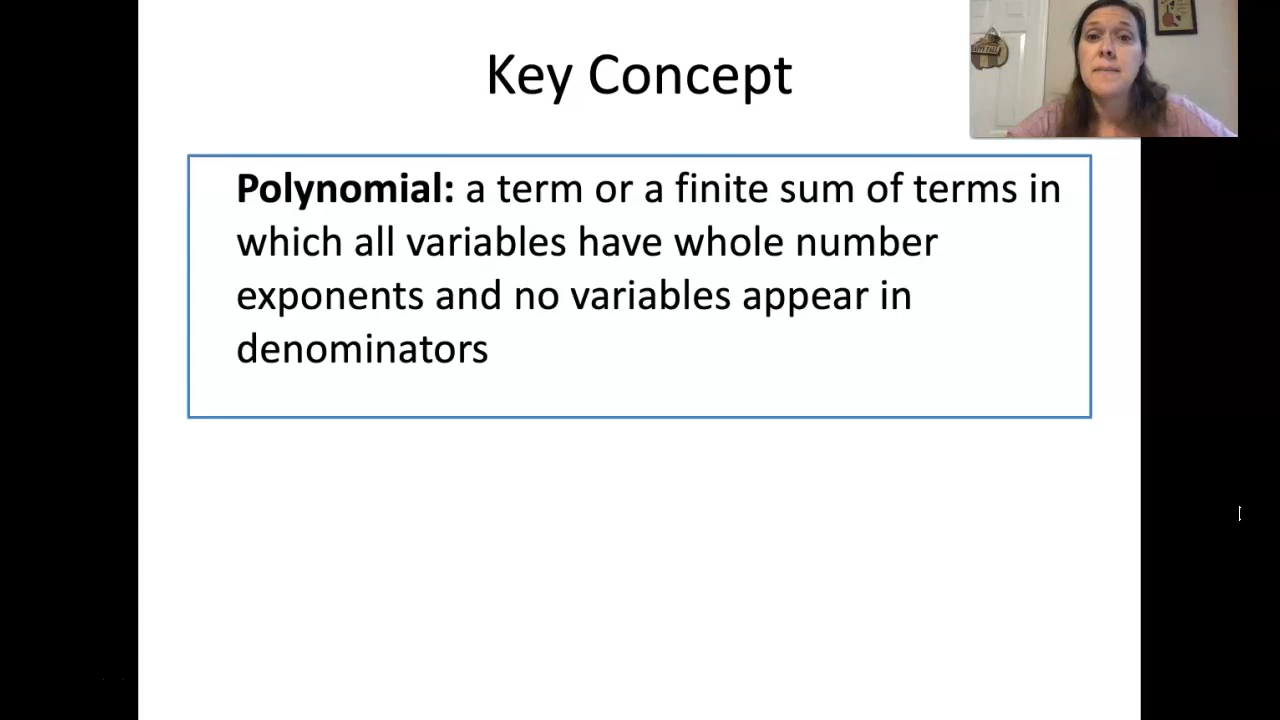 Key Concept
Polynomial: a term or a finite sum of terms in
which all variables have whole number
exponents and no variables appear in
denominators